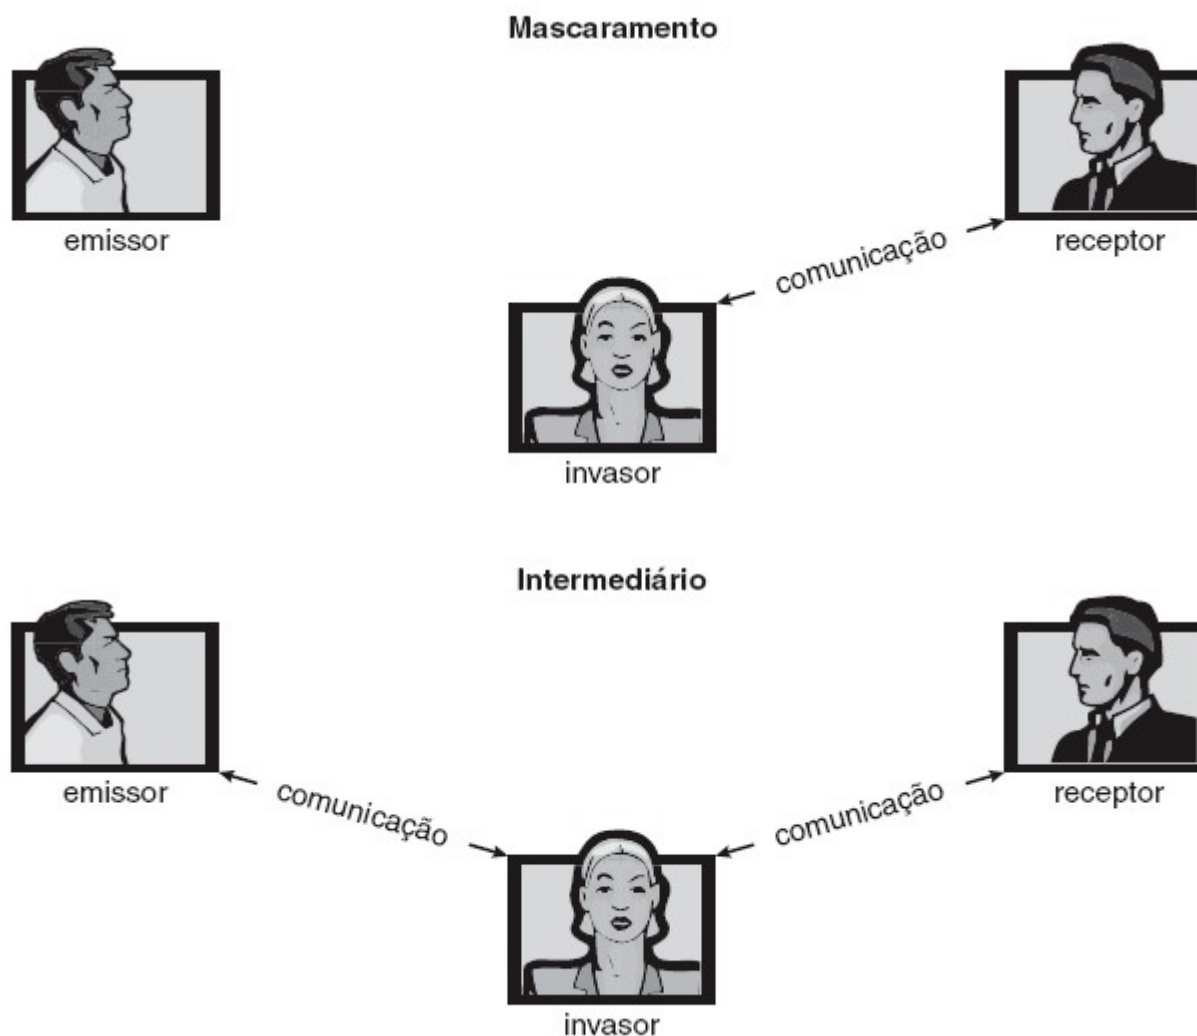 Mascaramento
emissor
receptor
comunicação
invasor
Intermediário
emissor
receptor
comunicação
comunicação
invasor